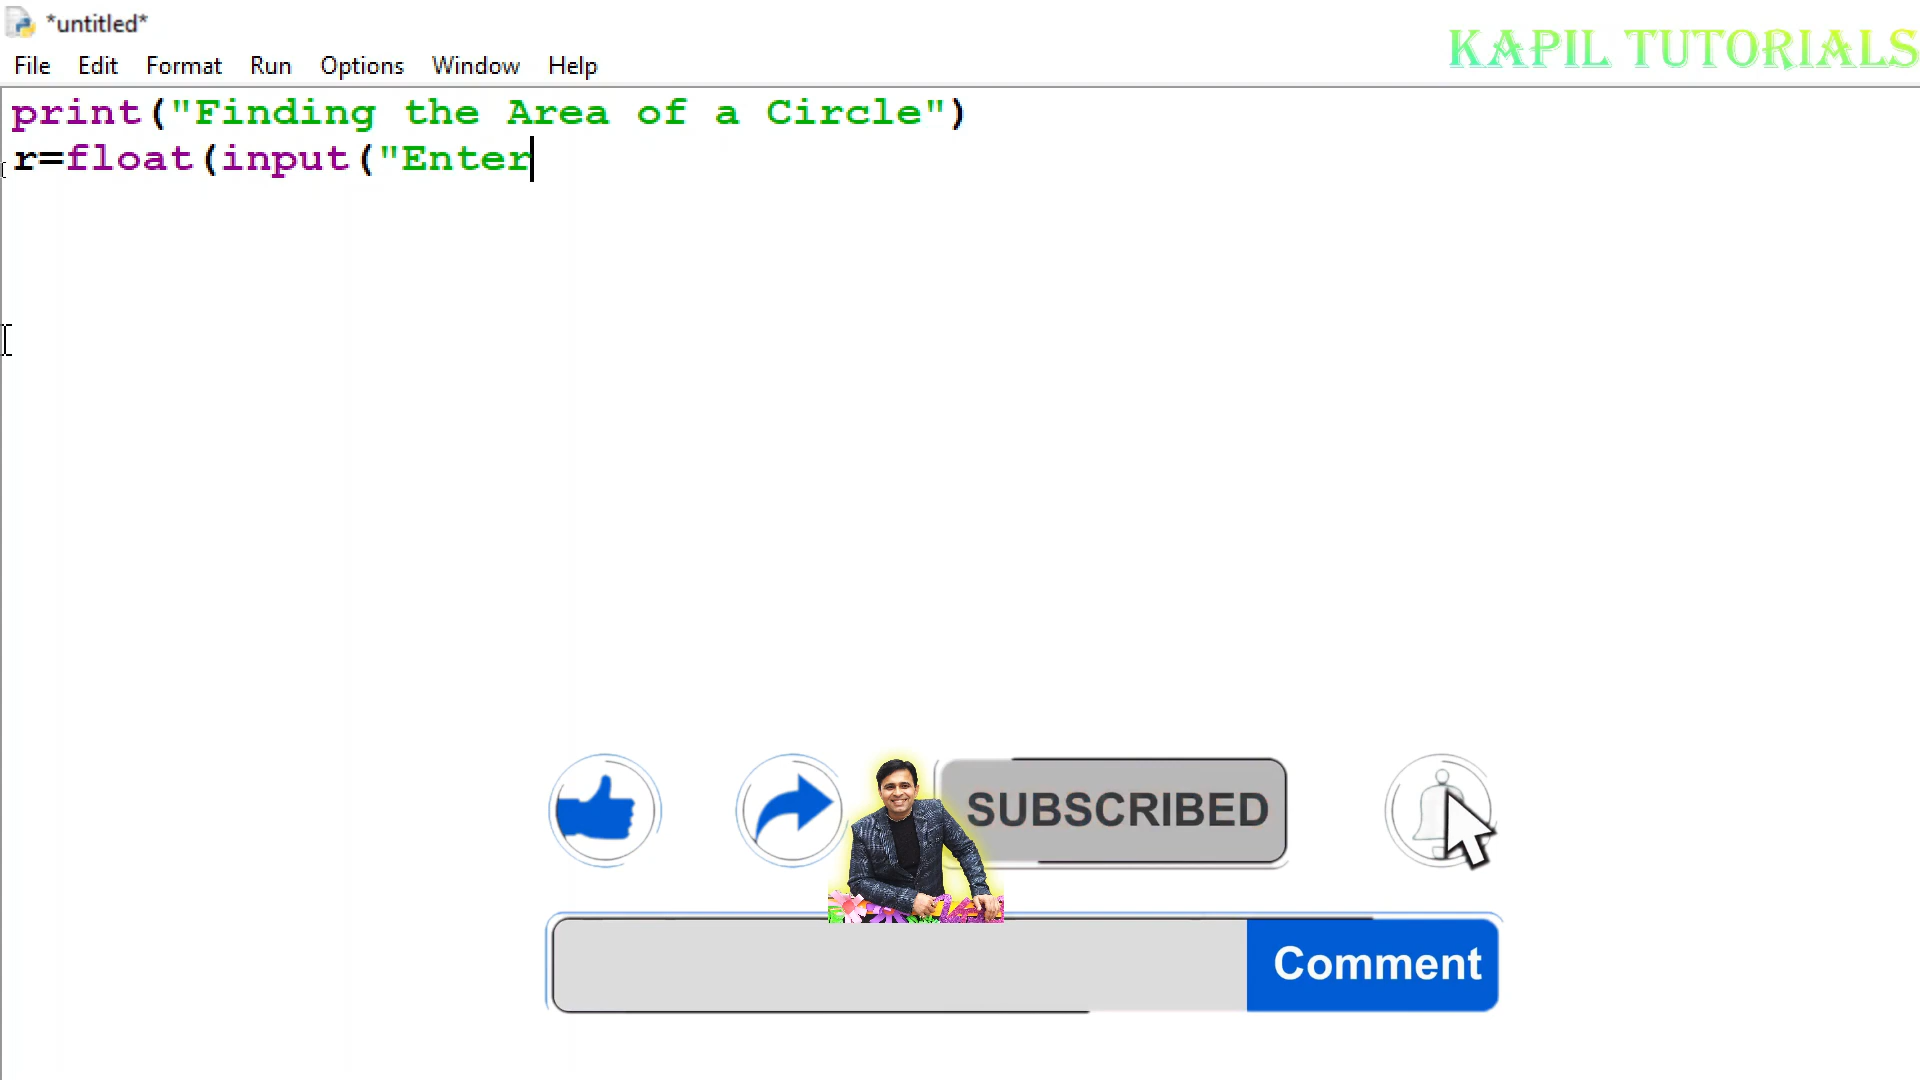 *untitled*
KAPIL TUTORIALS
File Edit Format Run Options Window Help
print("Finding the Area of a Circle")
r=float(input("Enter
SUBSCRIBED
Comment